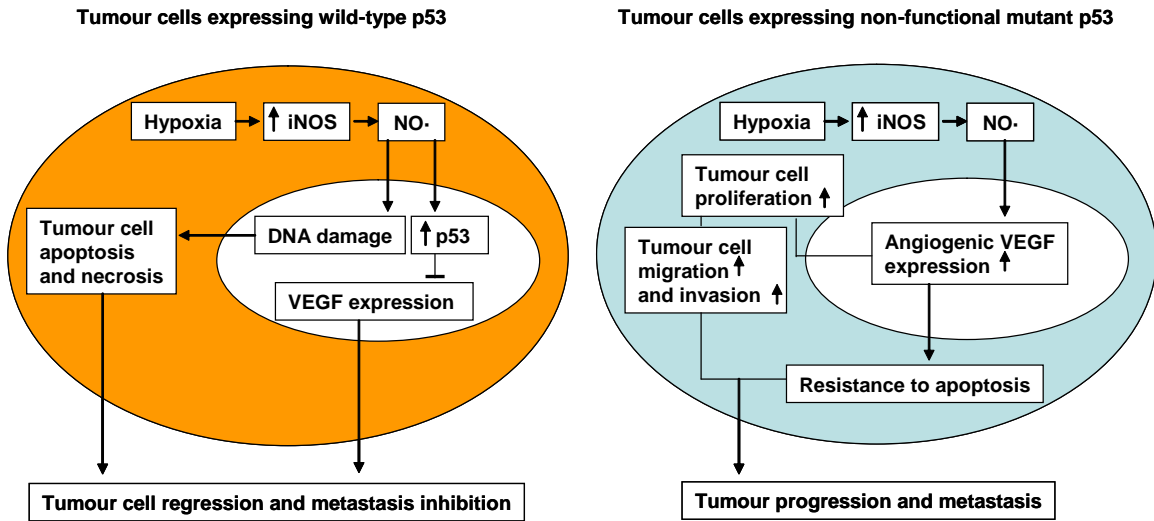 Tumour cells expressing wild-type p53
Hypoxia
↑ iNOS
NO·
DNA damage
↑ p53
Tumour cell
apoptosis
and necrosis
VEGF expression
Tumour cell regression and metastasis inhibition
Tumour cells expressing non-functional mutant p53
Hypoxia
↑ iNOS
NO·
Tumour cell
proliferation ↑
Tumour cell
migration ↑
and invasion ↑
Angiogenic VEGF
expression ↑
Resistance to apoptosis
Tumour progression and metastasis